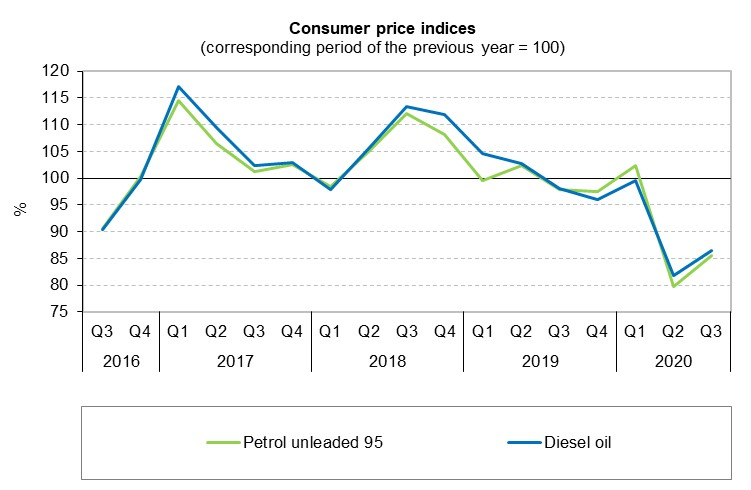 Consumer price indices
(corresponding period of the previous year = 100)
120
115
110
105
100
95
90
85
80
75
%
Q3 Q4 Q1 Q2 Q3 Q4 Q1 Q2 Q3 Q4 Q1 Q2 Q3 Q4 Q1 Q2 Q3
2016 2017 2018 2019 2020
Petrol unleaded 95 Diesel oil